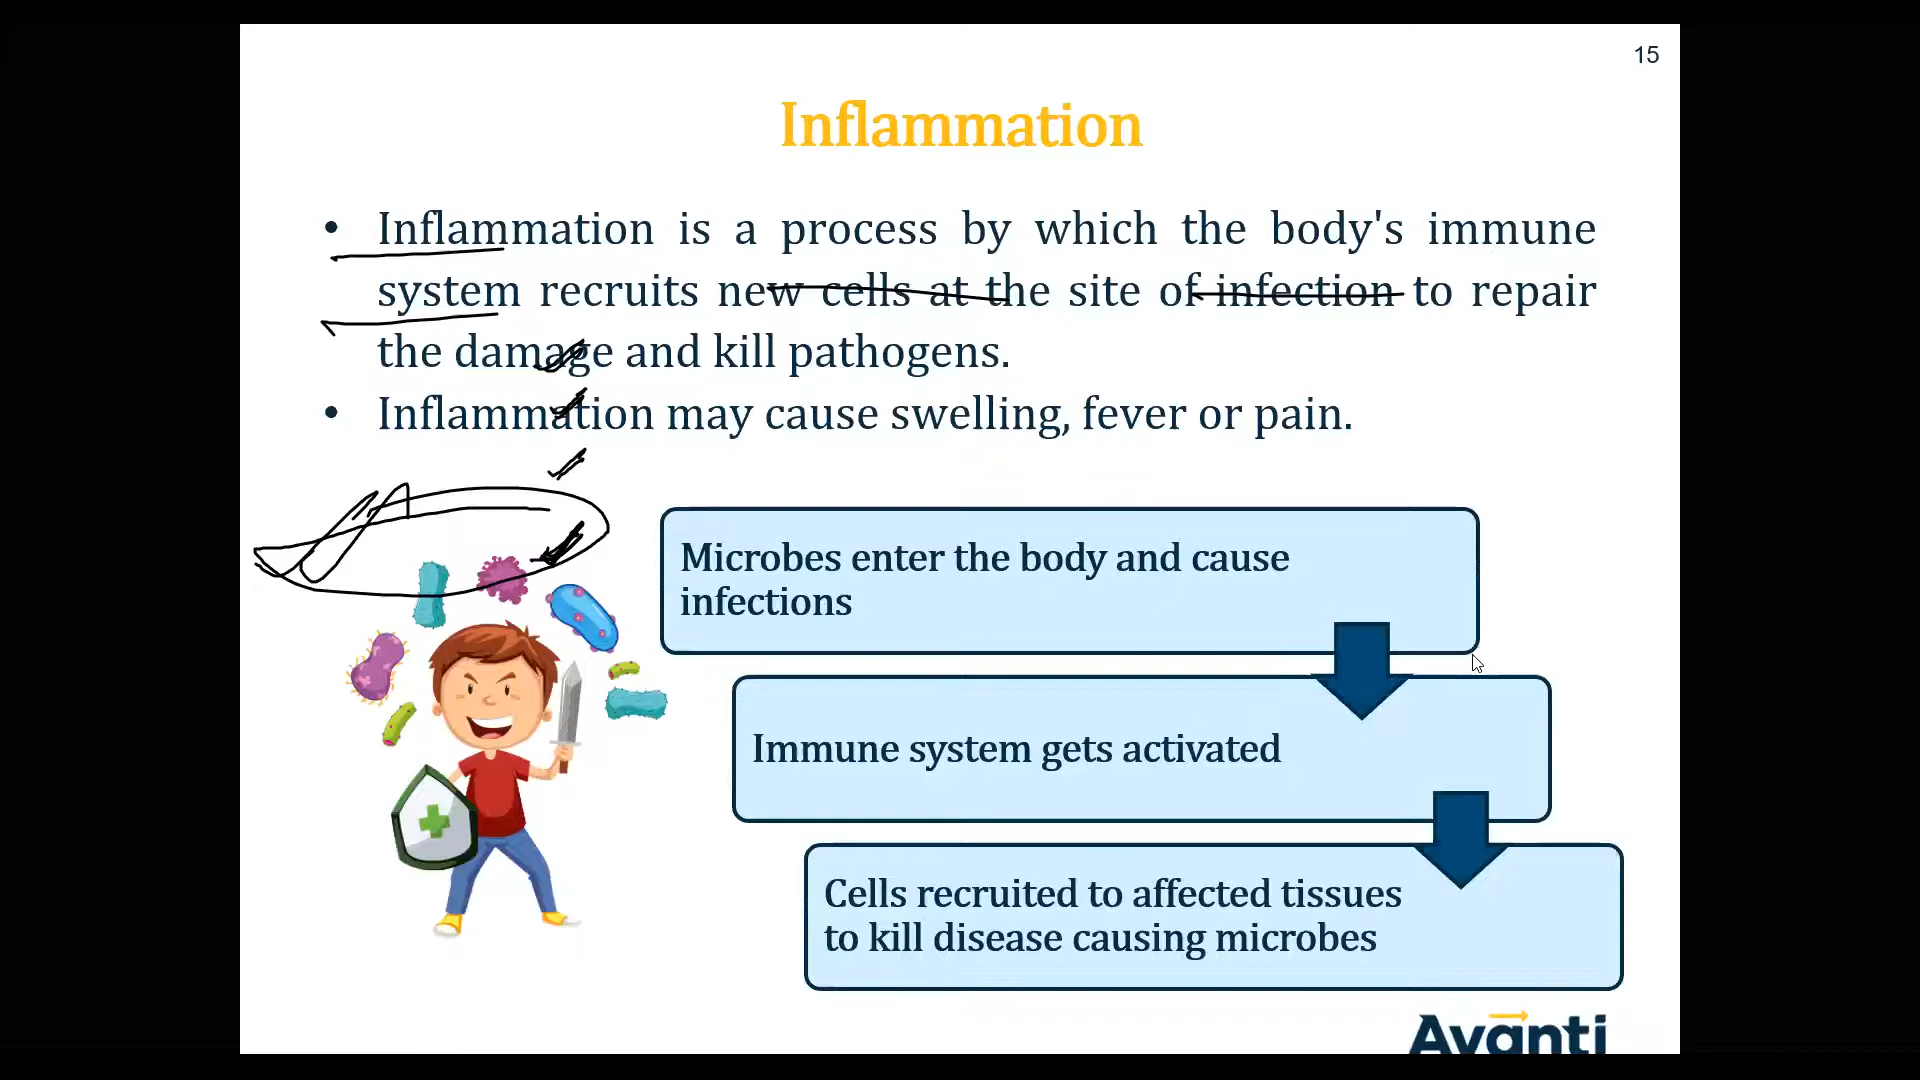 15
Inflammation
• Inflammation is a process by which the body's immune
system recruits new cells at the site of infection to repair
the damage and kill pathogens.
• Inflammation may cause swelling, fever or pain.
Microbes enter the body and cause
infections
Immune system gets activated
Cells recruited to affected tissues
to kill disease causing microbes
Avanti